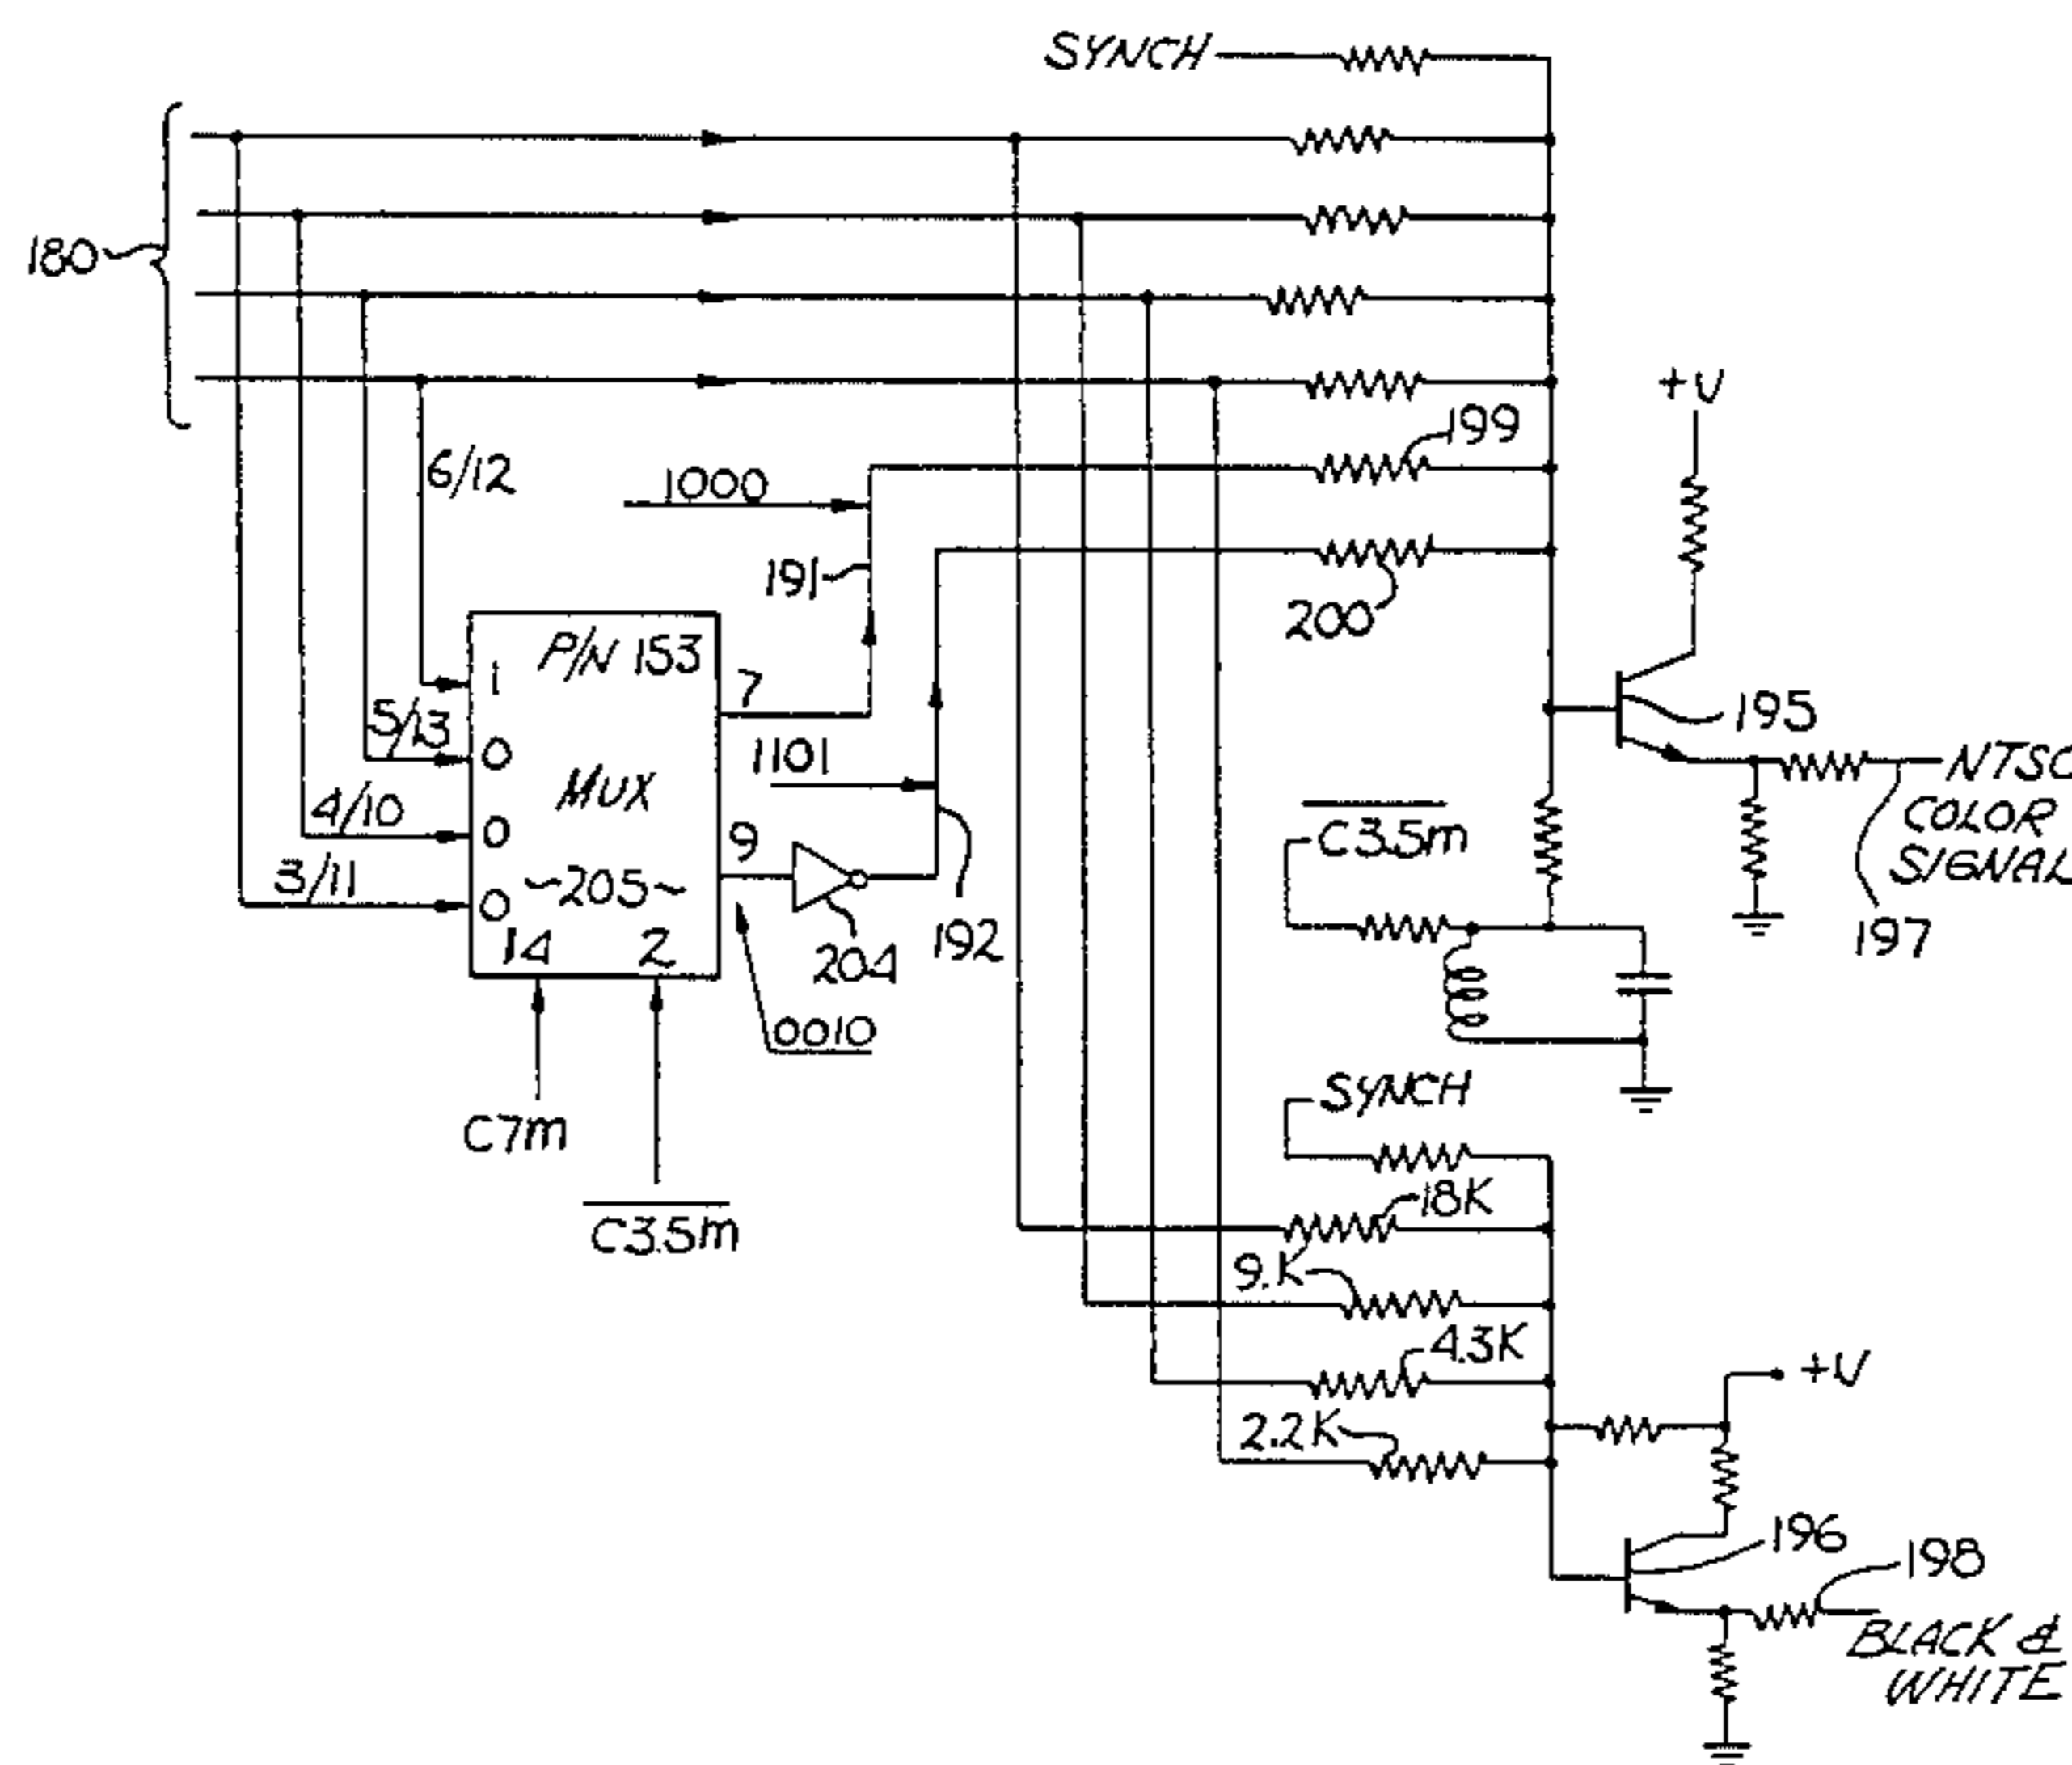 SYNCH
180
6/12
1000
199
+V
191
200
P/N 153
1
7
195
5/13
0
1101
NTSC
MUX
COLOR
4/10
0
9
C3.5m
SIGNAL
3/11
~205~
0
192
197
14
2
204
0010
SYNCH
C7m
18K
C3.5m
9.K
4.3K
+V
2.2K
196
198
BLACK &
WHITE